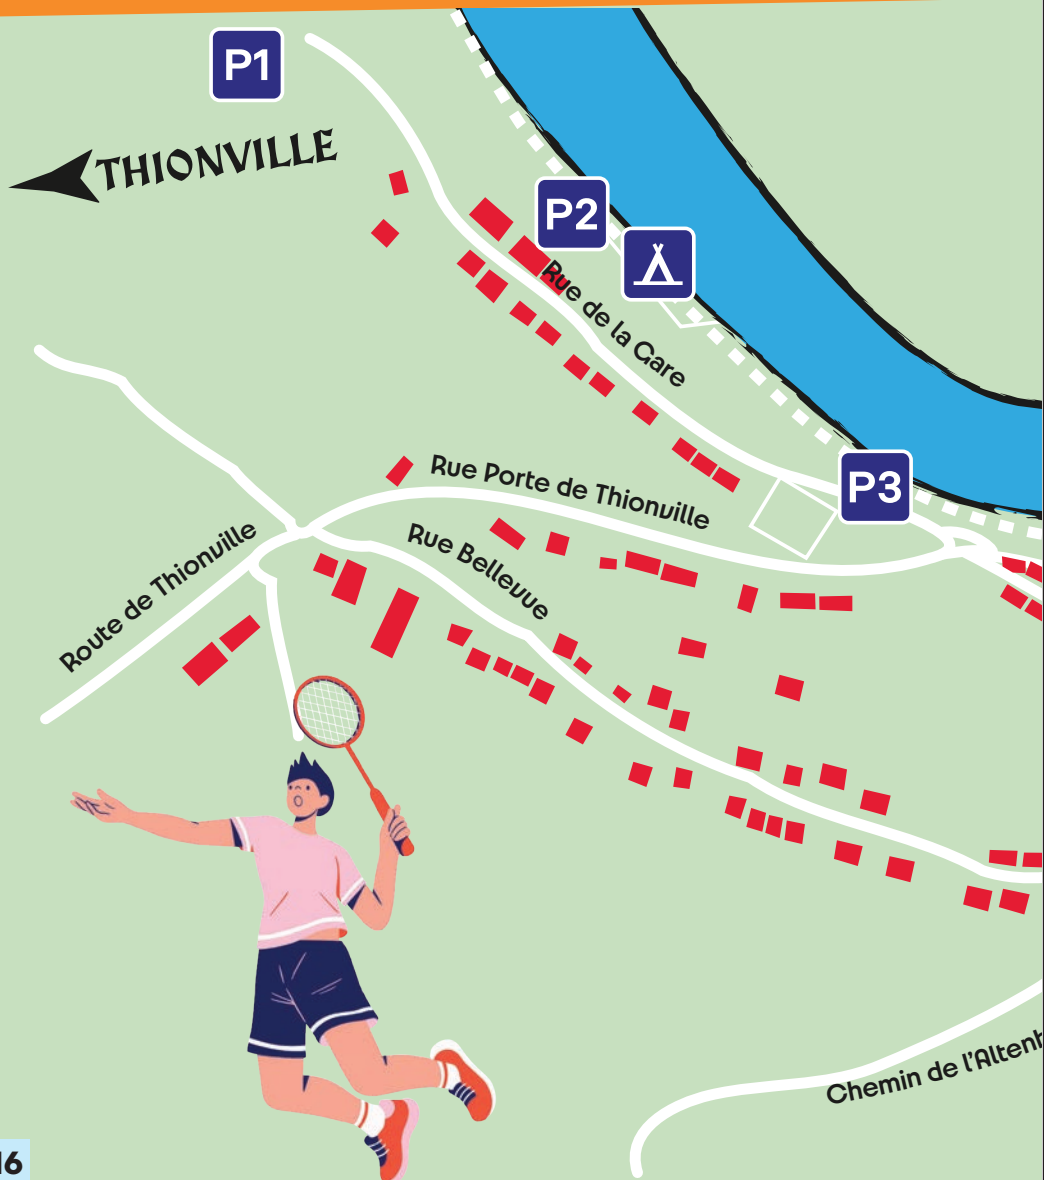 P1
THIONVILLE
P2
Rue de la Gare
P3
Rue Porte de Thionville
Rue Bellevue
Route de Thionville
Chemin de l'Altenb
16